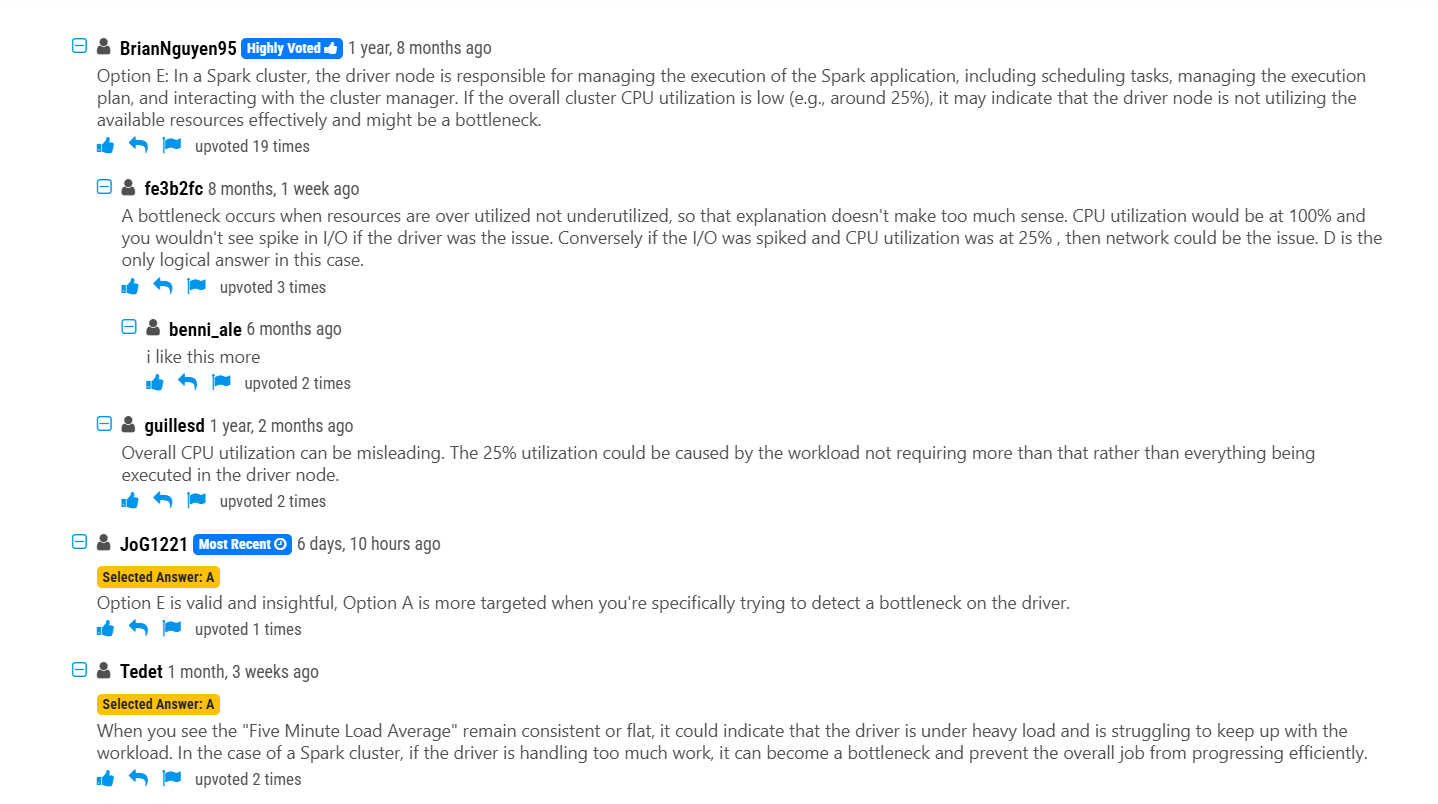 BrianNguyen95 Highly Voted 1 year, 8 months ago
Option E: In a Spark cluster, the driver node is responsible for managing the execution of the Spark application, including scheduling tasks, managing the execution
plan, and interacting with the cluster manager. If the overall cluster CPU utilization is low (e.g., around 25%), it may indicate that the driver node is not utilizing the
available resources effectively and might be a bottleneck.
upvoted 19 times
fe3b2fc 8 months, 1 week ago
A bottleneck occurs when resources are over utilized not underutilized, so that explanation doesn't make too much sense. CPU utilization would be at 100% and
you wouldn't see spike in I/O if the driver was the issue. Conversely if the I/O was spiked and CPU utilization was at 25% , then network could be the issue. D is the
only logical answer in this case.
upvoted 3 times
benni_ale 6 months ago
i like this more
upvoted 2 times
guillesd 1 year, 2 months ago
Overall CPU utilization can be misleading. The 25% utilization could be caused by the workload not requiring more than that rather than everything being
executed in the driver node.
upvoted 2 times
JoG1221 Most Recent 6 days, 10 hours ago
Selected Answer: A
Option E is valid and insightful, Option A is more targeted when you're specifically trying to detect a bottleneck on the driver.
upvoted 1 times
Tedet 1 month, 3 weeks ago
Selected Answer: A
When you see the "Five Minute Load Average" remain consistent or flat, it could indicate that the driver is under heavy load and is struggling to keep up with the
workload. In the case of a Spark cluster, if the driver is handling too much work, it can become a bottleneck and prevent the overall job from progressing efficiently.
upvoted 2 times